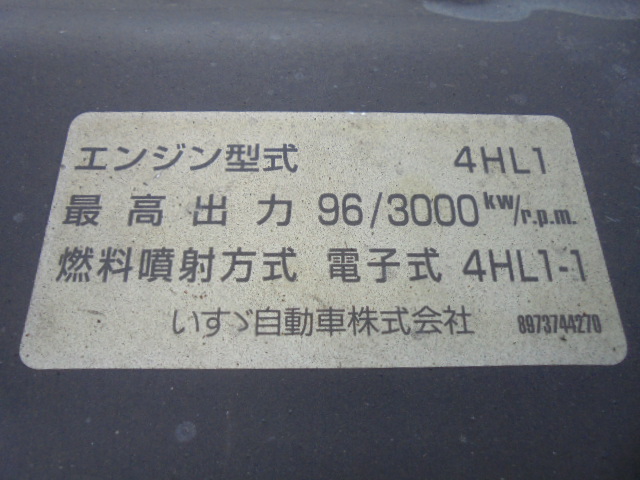 エンジン型式 4HL1
最高出力 96/3000 kw/r.p.m.
燃料噴射方式 電子式 4HL1-1
いすゞ自動車株式会社 8973744270